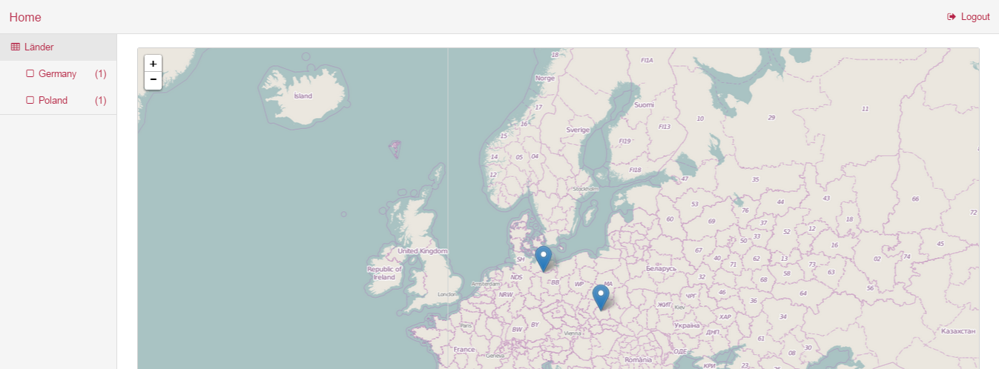 Home
Logout
Länder
Germany (1)
Poland (1)
+
−
18
FI1A
Norge
Island
Suomi
17
11
10
29
16
Sverige
FI13
15
FI19
14
05
04
12
FI18
47
35
Stockholm
53
44
43
66
76
72
60
69
37
18
52
12
50
33
16
45
United Kingdom
67
SH
40
62
13
02
74
Republic of
Ireland
Беларусь
71
73
58
63
NDS
32
68
Amsterdam
BB
WP
MA
56
London
NRW
46
64
ЧРГ
36
ЖИТ
Kiev
ХАР
34
Paris
BW
BY
Україна
ДНП
Казахстан
Vienna
61
France
30
Geneva
ОДЕ
08
România
КРИ
23
26